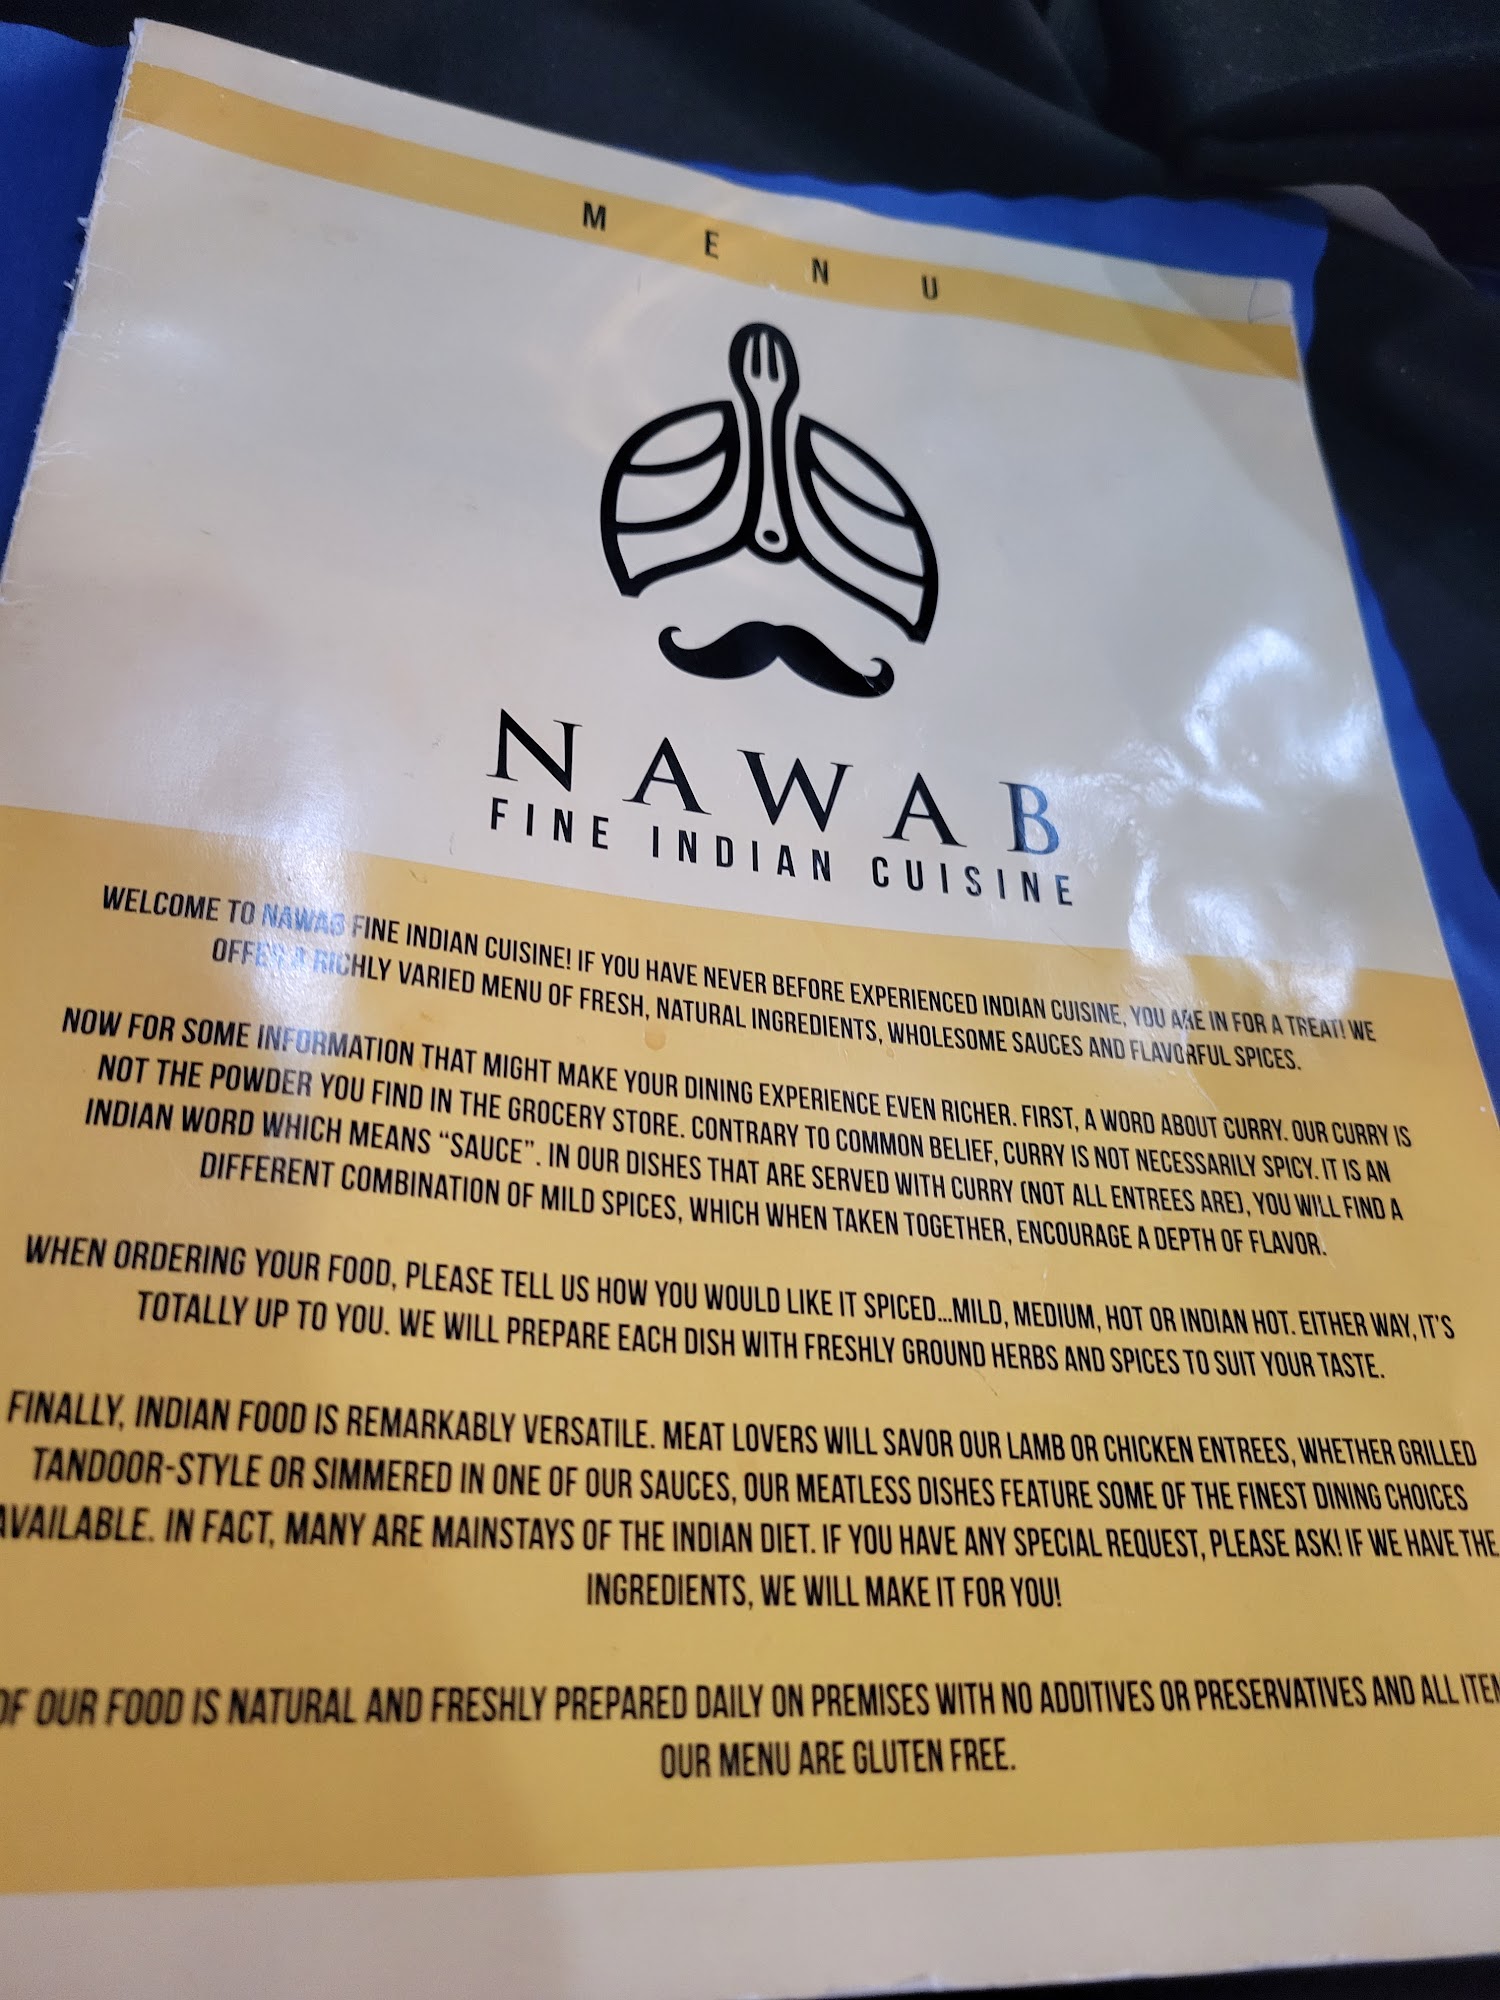 MENU
NAWAB
FINE INDIAN CUISINE
WELCOME TO NAWAB FINE INDIAN CUISINE! IF YOU HAVE NEVER BEFORE EXPERIENCED INDIAN CUISINE, YOU ARE IN FOR A TREAT! WE
OFFER A RICHLY VARIED MENU OF FRESH, NATURAL INGREDIENTS, WHOLESOME SAUCES AND FLAVORFUL SPICES.
NOW FOR SOME INFORMATION THAT MIGHT MAKE YOUR DINING EXPERIENCE EVEN RICHER. FIRST, A WORD ABOUT CURRY. OUR CURRY IS
NOT THE POWDER YOU FIND IN THE GROCERY STORE. CONTRARY TO COMMON BELIEF, CURRY IS NOT NECESSARILY SPICY. IT IS AN
INDIAN WORD WHICH MEANS “SAUCE”. IN OUR DISHES THAT ARE SERVED WITH CURRY (NOT ALL ENTREES ARE), YOU WILL FIND A
DIFFERENT COMBINATION OF MILD SPICES, WHICH WHEN TAKEN TOGETHER, ENCOURAGE A DEPTH OF FLAVOR.
WHEN ORDERING YOUR FOOD, PLEASE TELL US HOW YOU WOULD LIKE IT SPICED...MILD, MEDIUM, HOT OR INDIAN HOT. EITHER WAY, IT'S
TOTALLY UP TO YOU. WE WILL PREPARE EACH DISH WITH FRESHLY GROUND HERBS AND SPICES TO SUIT YOUR TASTE.
FINALLY, INDIAN FOOD IS REMARKABLY VERSATILE. MEAT LOVERS WILL SAVOR OUR LAMB OR CHICKEN ENTREES, WHETHER GRILLED
TANDOOR-STYLE OR SIMMERED IN ONE OF OUR SAUCES, OUR MEATLESS DISHES FEATURE SOME OF THE FINEST DINING CHOICES
AVAILABLE. IN FACT, MANY ARE MAINSTAYS OF THE INDIAN DIET. IF YOU HAVE ANY SPECIAL REQUEST, PLEASE ASK! IF WE HAVE THE
INGREDIENTS, WE WILL MAKE IT FOR YOU!
OF OUR FOOD IS NATURAL AND FRESHLY PREPARED DAILY ON PREMISES WITH NO ADDITIVES OR PRESERVATIVES AND ALL
OUR MENU ARE GLUTEN FREE.